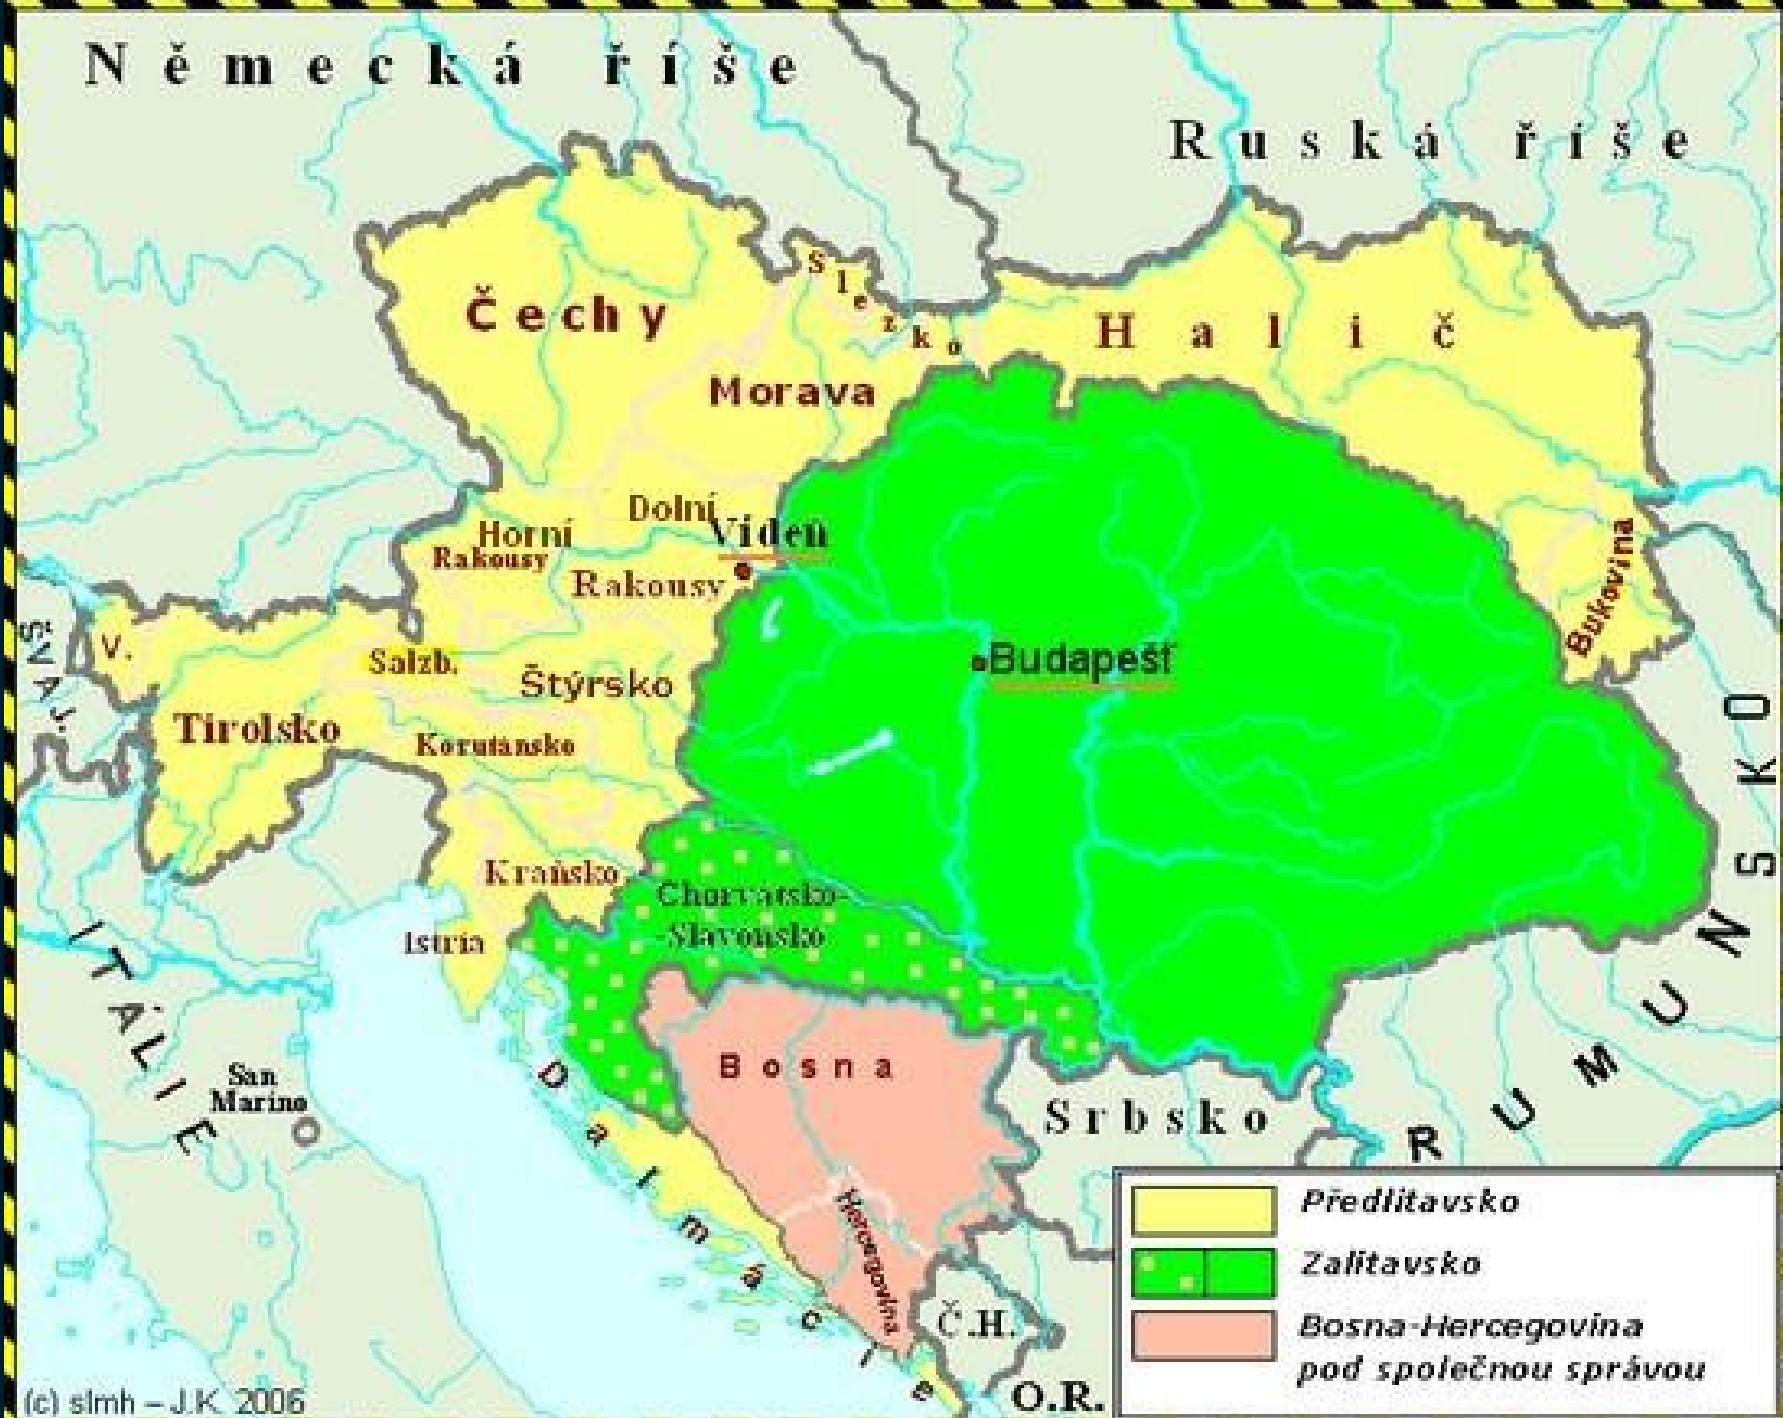 Německá říše
Ruská říše
Čechy
Slezsko
Halič
Morava
Dolní
Vídeň
Horní
Rakousy
Rakousy
Bukovina
ŠVAJ.
V.
Salzb.
Štýrsko
Budapešť
Tirolsko
Korutansko
Kraňsko
Chorvatsko-
-Slavonsko
Istria
RUMUNSKO
ITÁLIE
San
Marino
Dalmácie
Bosna
Hercegovina
Srbsko
Č.H.
O.R.
Předlitavsko
Zalitavsko
Bosna-Hercegovina
pod společnou správou
(c) slmh – J.K. 2006